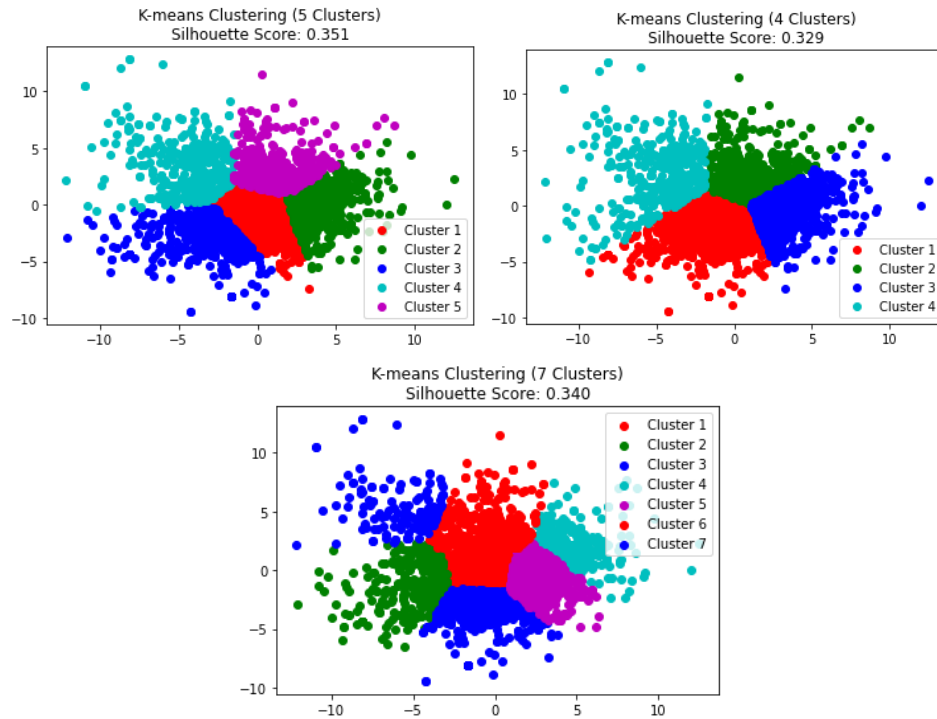 K-means Clustering (5 Clusters)
Silhouette Score: 0.351
10
5
0
−5
−10
−10
−5
0
5
10
Cluster 1
Cluster 2
Cluster 3
Cluster 4
Cluster 5
K-means Clustering (4 Clusters)
Silhouette Score: 0.329
10
5
0
−5
−10
−10
−5
0
5
10
Cluster 1
Cluster 2
Cluster 3
Cluster 4
K-means Clustering (7 Clusters)
Silhouette Score: 0.340
10
5
0
−5
−10
−10
−5
0
5
10
Cluster 1
Cluster 2
Cluster 3
Cluster 4
Cluster 5
Cluster 6
Cluster 7